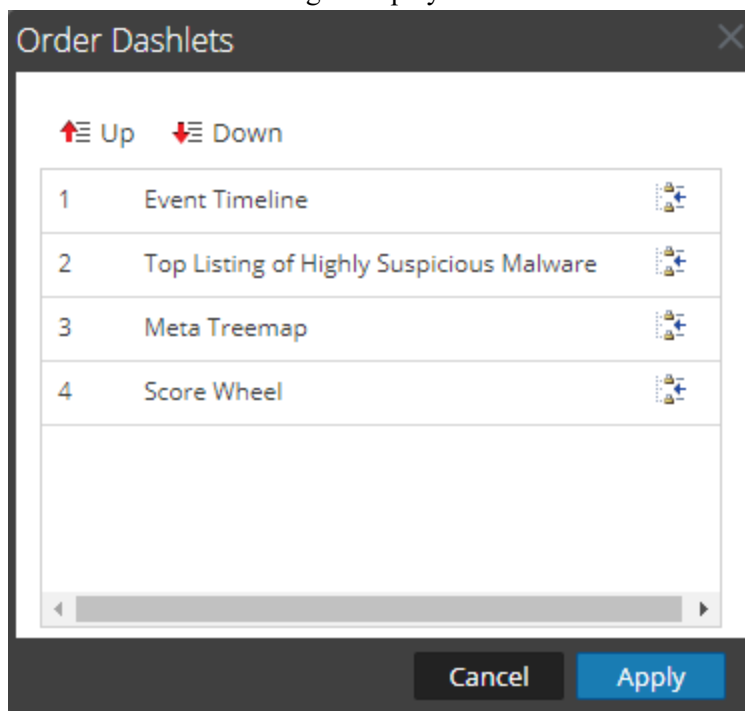 Order Dashlets
Up Down
1 Event Timeline
2 Top Listing of Highly Suspicious Malware
3 Meta Treemap
4 Score Wheel
Cancel Apply